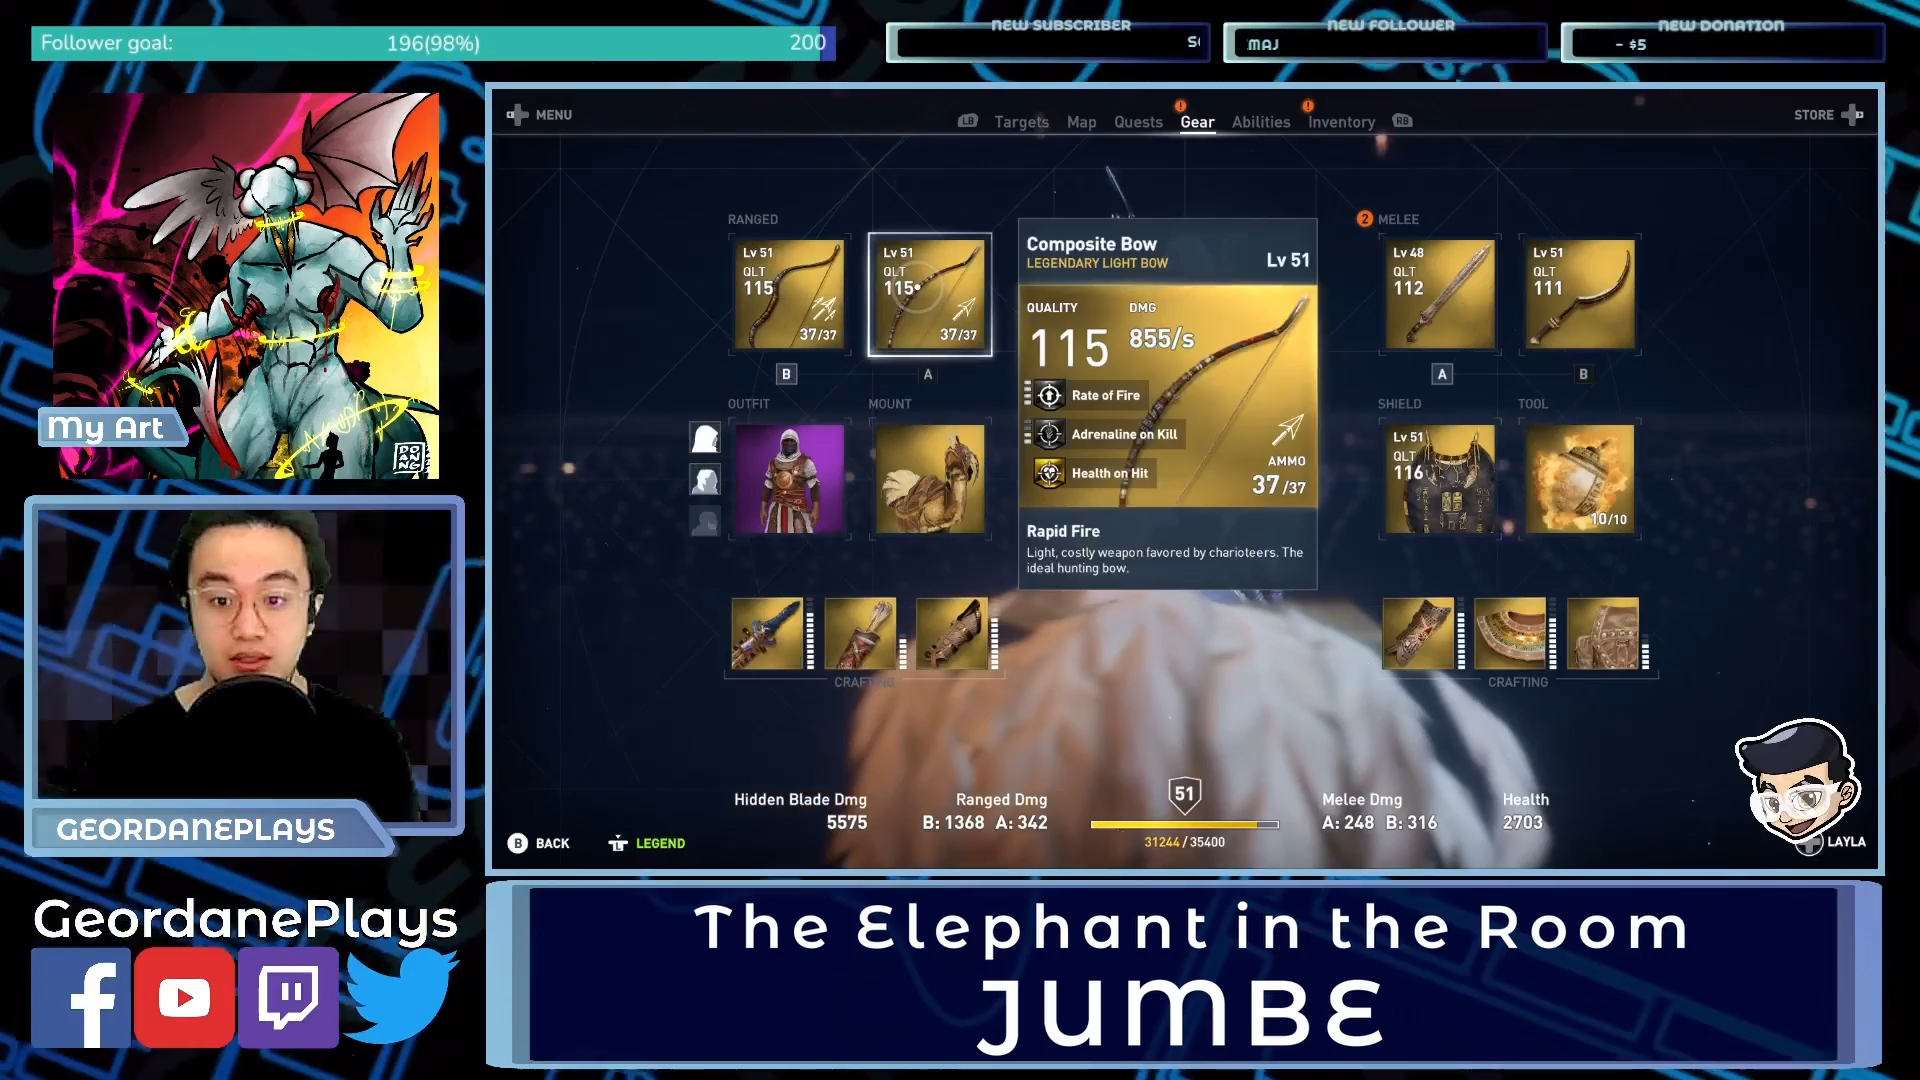 Follower goal:
196(98%)
200
NEW SUBSCRIBER
NEW FOLLOWER
MAJ
NEW DONATION
- $5
MENU
LB
Targets
Map
Quests
Gear
Abilities
Inventory
RB
STORE
RANGED
Lv 51
QLT
115
37/37
B
Lv 51
QLT
115
37/37
A
Composite Bow
LEGENDARY LIGHT BOW
Lv 51
QUALITY
115
DMG
855/s
Rate of Fire
Adrenaline on Kill
Health on Hit
AMMO
37/37
Rapid Fire
Light, costly weapon favored by charioteers. The
ideal hunting bow.
2 MELEE
Lv 48
QLT
112
A
Lv 51
QLT
111
B
OUTFIT
MOUNT
SHIELD
Lv 51
QLT
116
TOOL
10/10
CRAFTING
CRAFTING
Hidden Blade Dmg
5575
Ranged Dmg
B: 1368 A: 342
51
31244 / 35400
Melee Dmg
A: 248 B: 316
Health
2703
B BACK
L LEGEND
LAYLA
My Art
DO
ANG
GEORDANEPLAYS
GeordanePlays
The Elephant in the Room
JUMBE